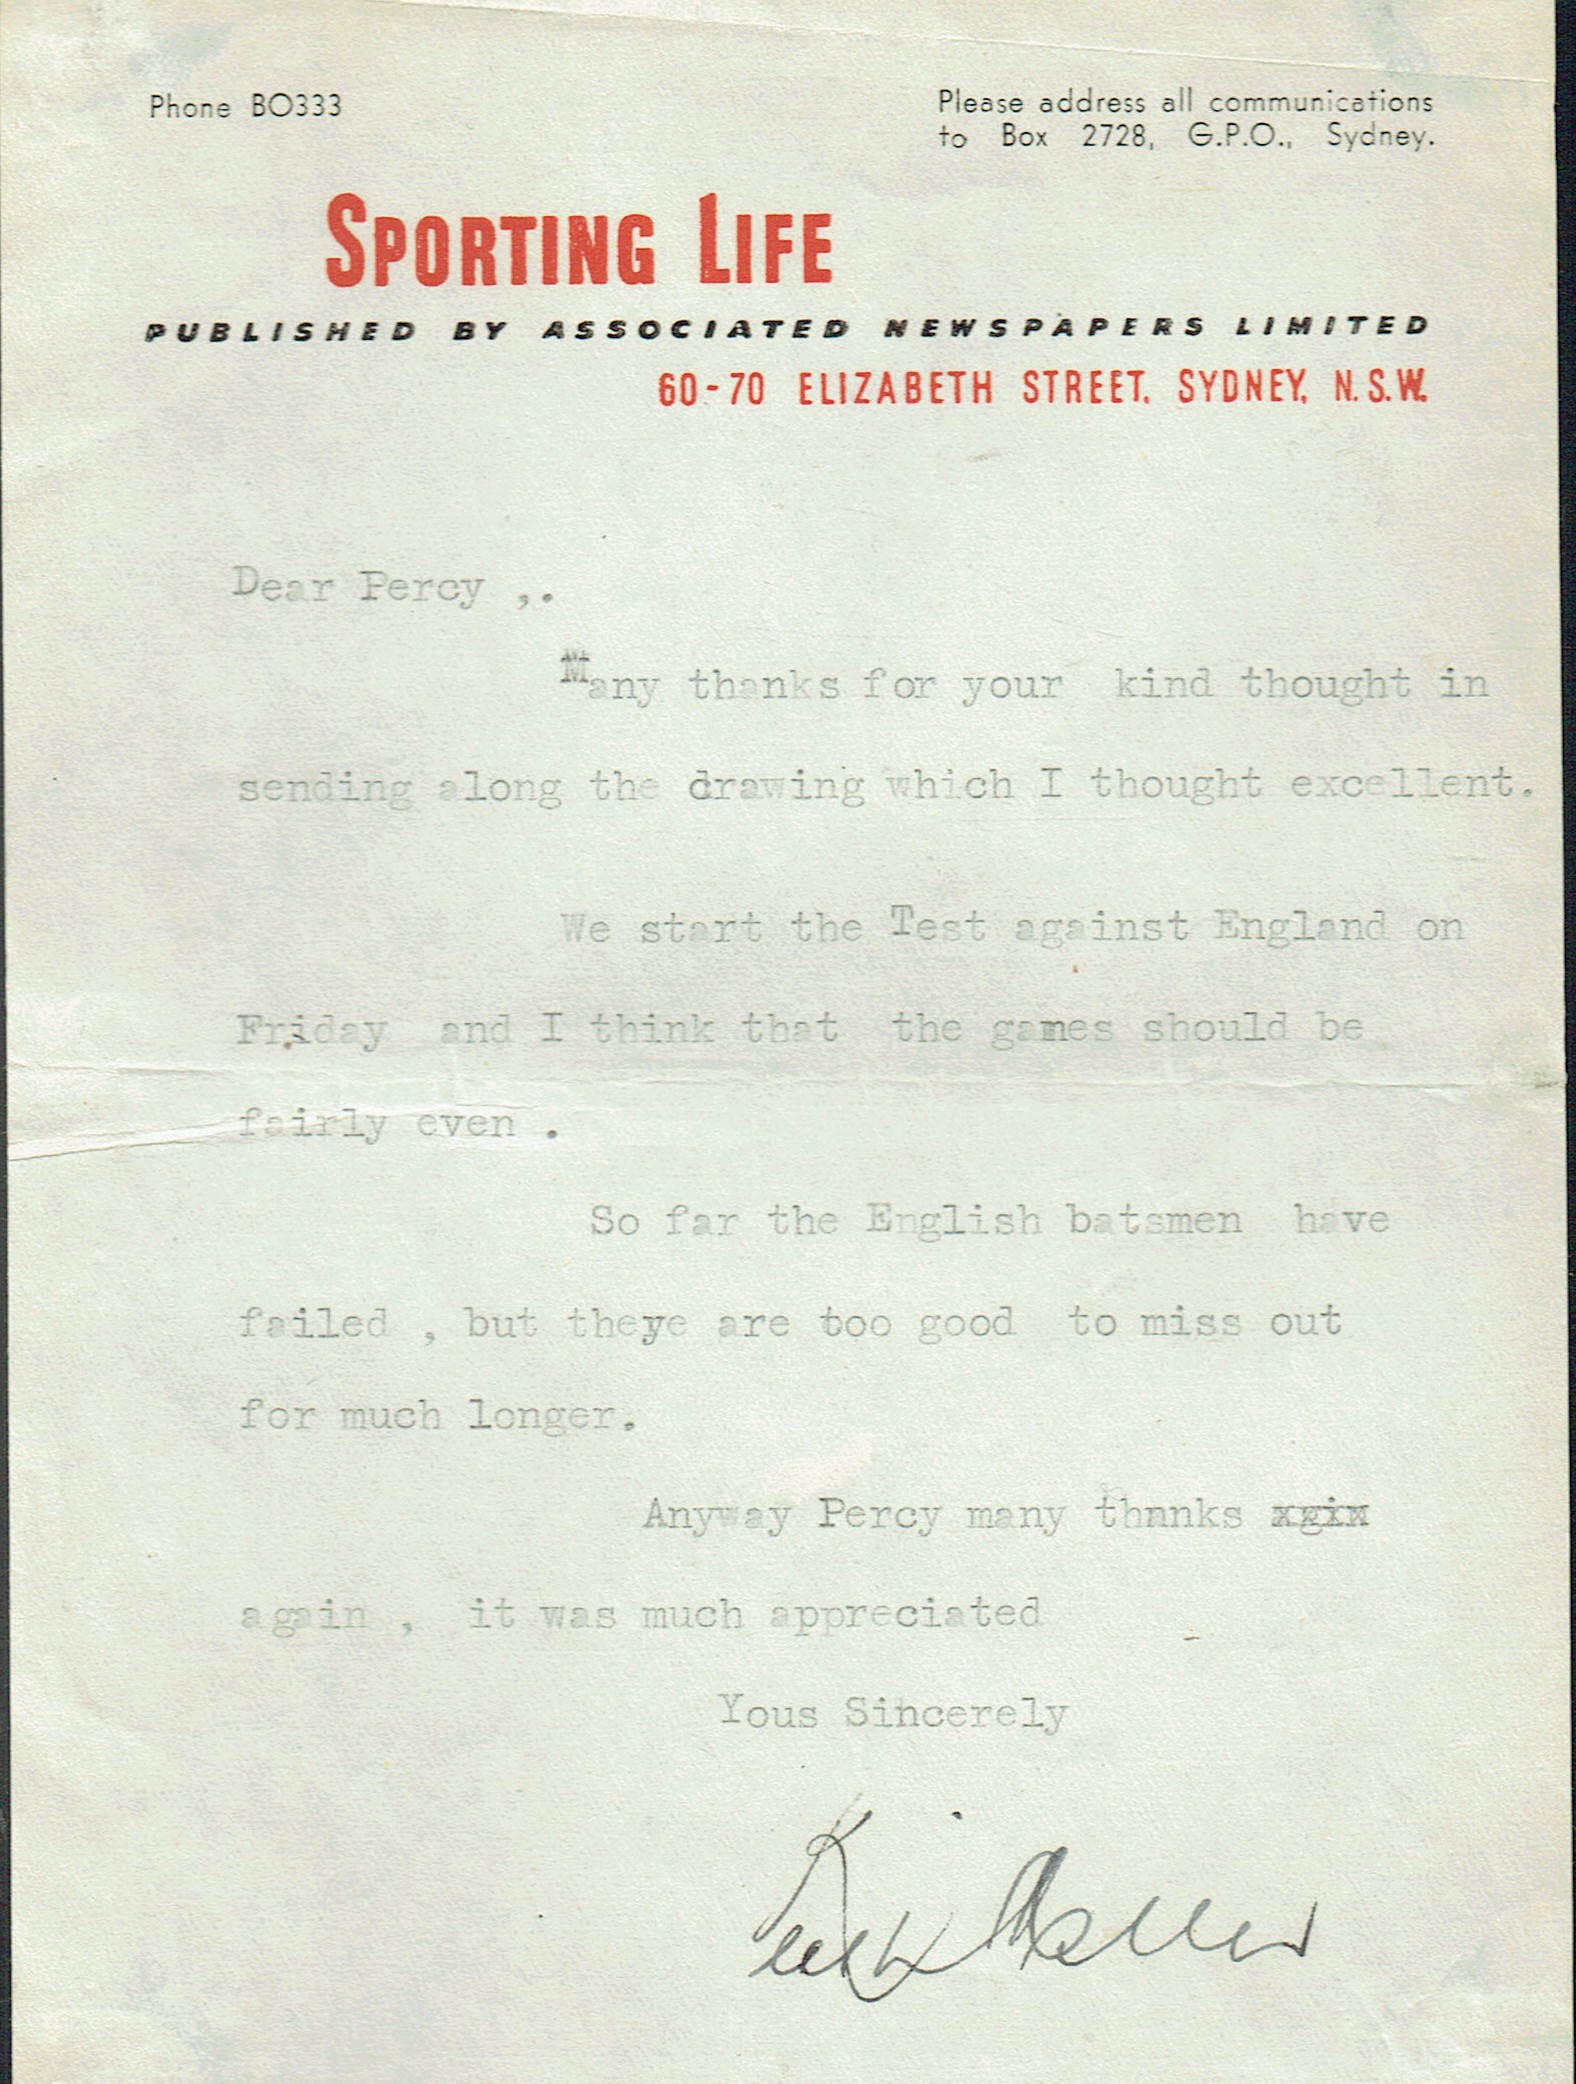 Phone BO333
Please address all communications
to Box 2728, G.P.O., Sydney.
SPORTING LIFE
PUBLISHED BY ASSOCIATED NEWSPAPERS LIMITED
60-70 ELIZABETH STREET, SYDNEY, N.S.W.
Dear Percy ,.
Many thanks for your kind thought in
sending along the drawing which I thought excellent.
We start the Test against England on
Friday and I think that the games should be
fairly even .
So far the English batsmen have
failed , but theye are too good to miss out
for much longer.
Anyway Percy many thnnks xgix
again , it was much appreciated
Yous Sincerely
Keith Miller